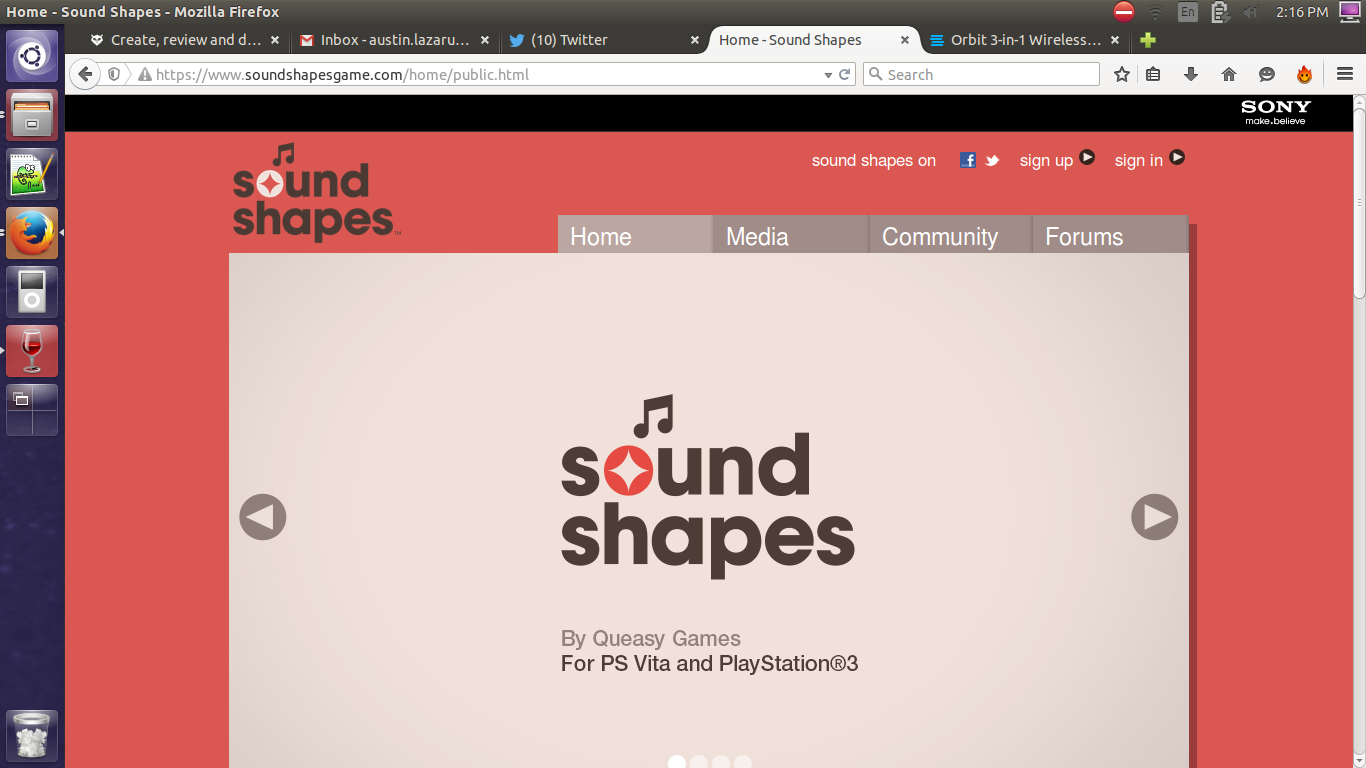 Home - Sound Shapes - Mozilla Firefox
En
2:16 PM
Create, review and d...
Inbox - austin.lazaru...
(10) Twitter
Home - Sound Shapes
Orbit 3-in-1 Wireless...
https://www.soundshapesgame.com/home/public.html
Search
SONY
make.believe
sound shapes on
sign up
sign in
sound
shapes™
Home
Media
Community
Forums
sound
shapes
By Queasy Games
For PS Vita and PlayStation®3